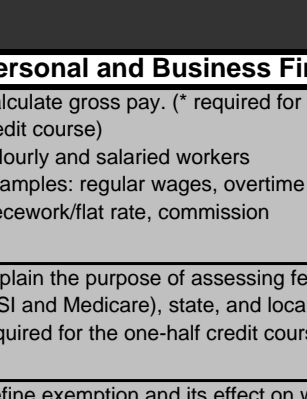 ersonal and Business Fi
alculate gross pay. (* required for
edit course)
ourly and salaried workers
amples: regular wages, overtime
ecework/flat rate, commission
plain the purpose of assessing fe
SI and Medicare), state, and loca
quired for the one-half credit cours
efine exemption and its effect on w